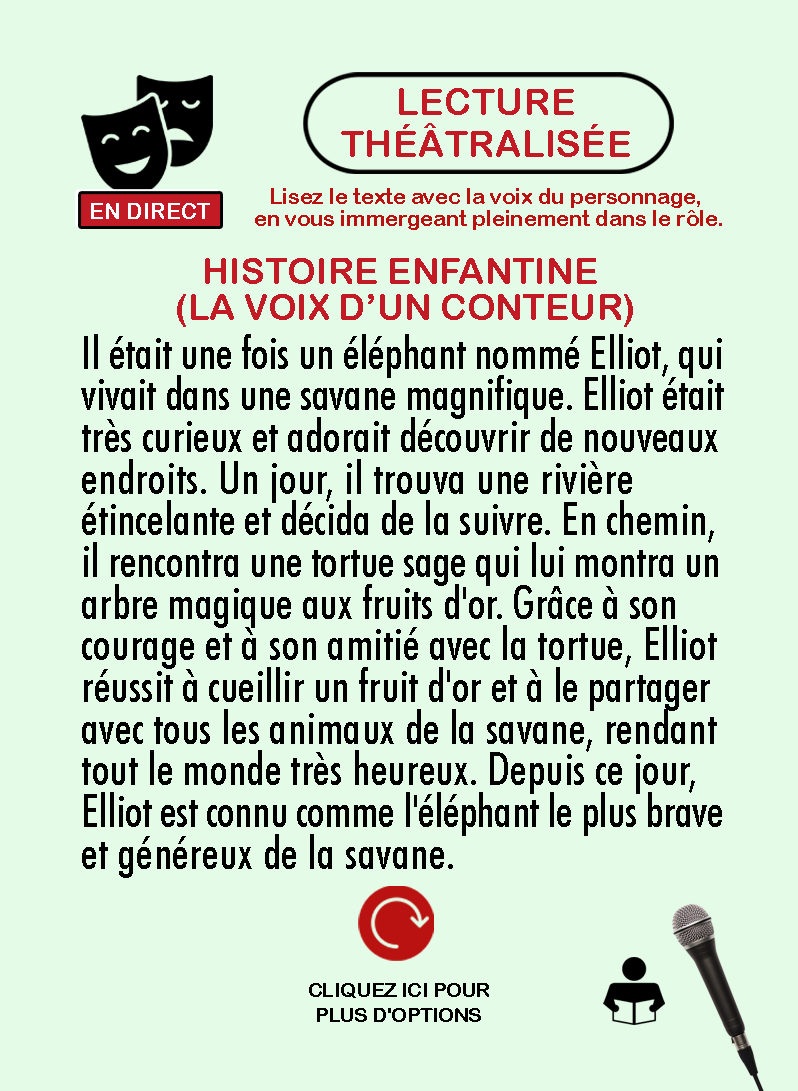 LECTURE
THÉÂTRALISÉE
EN DIRECT
Lisez le texte avec la voix du personnage,
en vous immergeant pleinement dans le rôle.
HISTOIRE ENFANTINE
(LA VOIX D’UN CONTEUR)
Il était une fois un éléphant nommé Elliot, qui
vivait dans une savane magnifique. Elliot était
très curieux et adorait découvrir de nouveaux
endroits. Un jour, il trouva une rivière
étincelante et décida de la suivre. En chemin,
il rencontra une tortue sage qui lui montra un
arbre magique aux fruits d'or. Grâce à son
courage et à son amitié avec la tortue, Elliot
réussit à cueillir un fruit d'or et à le partager
avec tous les animaux de la savane, rendant
tout le monde très heureux. Depuis ce jour,
Elliot est connu comme l'éléphant le plus brave
et généreux de la savane.
CLIQUEZ ICI POUR
PLUS D'OPTIONS